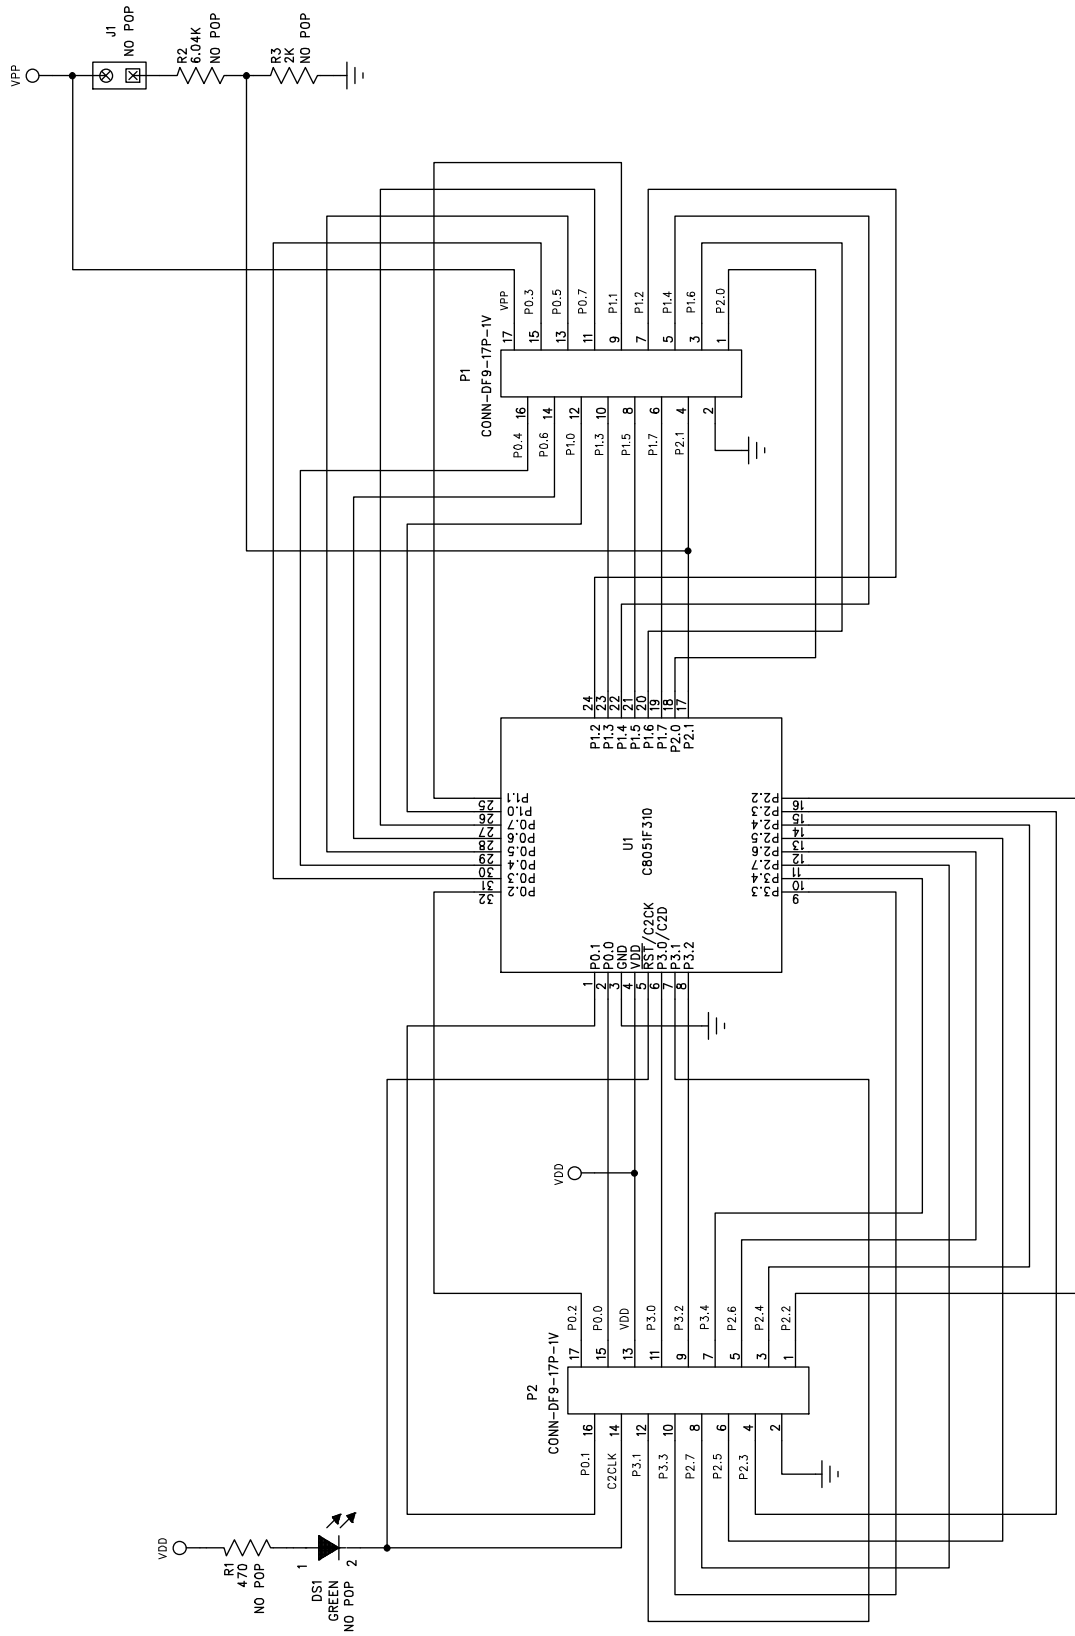 VPP
J1
NO POP
R2
6.04K
NO POP
R3
2K
NO POP
P1
CONN-DF9-17P-1V
17
VPP
15
P0.3
13
P0.5
11
P0.7
9
P1.1
7
P1.2
5
P1.4
3
P1.6
1
P2.0
16
P0.4
14
P0.6
12
P1.0
10
P1.3
8
P1.5
6
P1.7
4
P2.1
2
U1
C8051F310
24
P1.2
23
P1.3
22
P1.4
21
P1.5
20
P1.6
19
P1.7
18
P2.0
17
P2.1
25
P1.1
26
P1.0
27
P0.7
28
P0.6
29
P0.5
30
P0.4
31
P0.3
32
P0.2
P2.2
16
P2.3
15
P2.4
14
P2.5
13
P2.6
12
P2.7
11
P3.4
10
P3.3
9
P0.1
1
P0.0
2
GND
3
VDD
4
RST/C2CK
5
P3.0/C2D
6
P3.1
7
P3.2
8
VDD
P2
CONN-DF9-17P-1V
17
P0.2
15
P0.0
13
VDD
11
P3.0
9
P3.2
7
P3.4
5
P2.6
3
P2.4
1
P2.2
16
P0.1
14
C2CLK
12
P3.1
10
P3.3
8
P2.7
6
P2.5
4
P2.3
2
VDD
R1
470
NO POP
1
2
DS1
GREEN
NO POP